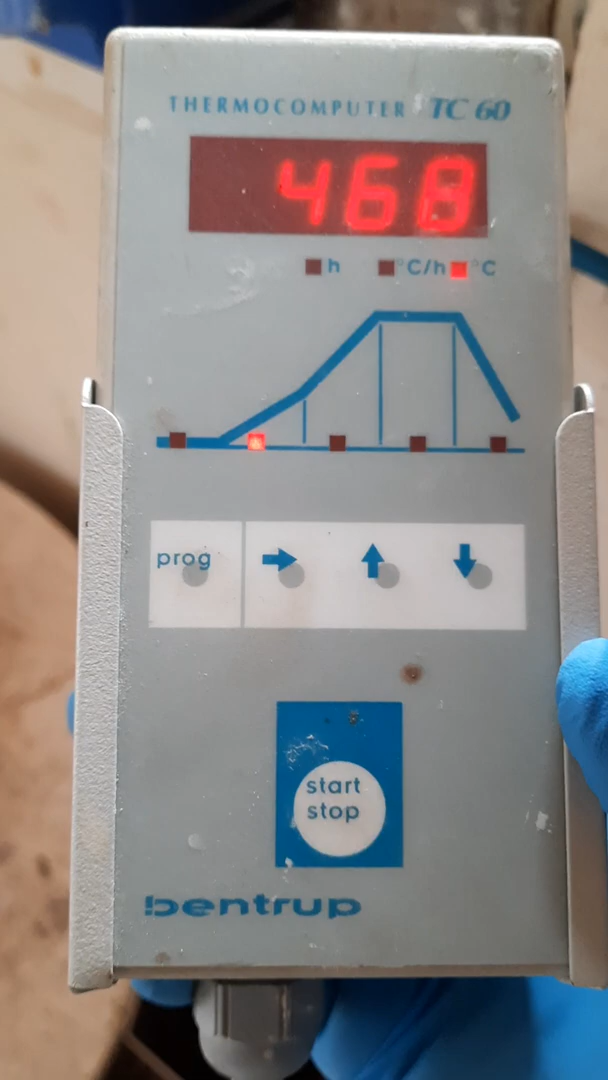 THERMOCOMPUTER TC 60
468
h °C/h °C
prog
start
stop
bentrup